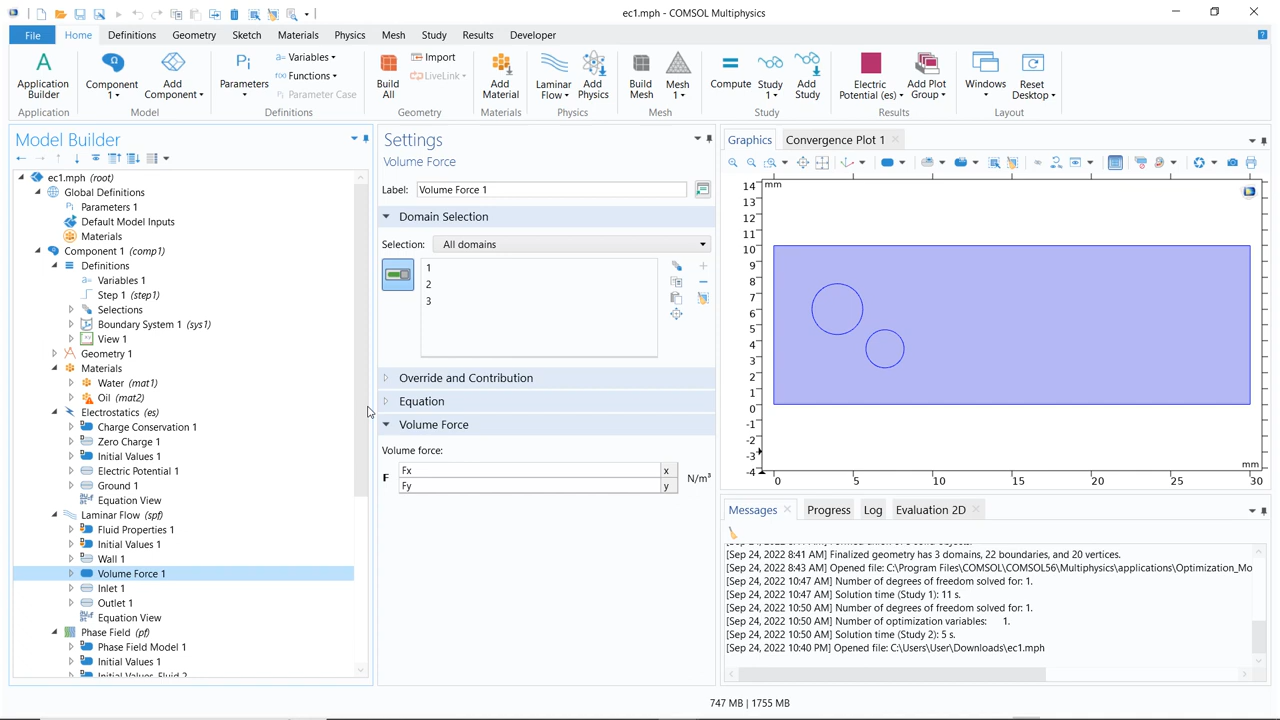 ec1.mph - COMSOL Multiphysics
File Home Definitions Geometry Sketch Materials Physics Mesh Study Results Developer
Application Builder
Application
Component 1
Add Component
Model
Parameters
Variables
Functions
Parameter Case
Definitions
Build All
Import
LiveLink
Geometry
Add Material
Materials
Laminar Flow
Add Physics
Physics
Build Mesh
Mesh 1
Mesh
Compute
Study 1
Add Study
Study
Electric Potential (es)
Add Plot Group
Results
Windows
Reset Desktop
Layout
Model Builder
ec1.mph (root)
Global Definitions
Parameters 1
Default Model Inputs
Materials
Component 1 (comp1)
Definitions
Variables 1
Step 1 (step1)
Selections
Boundary System 1 (sys1)
View 1
Geometry 1
Materials
Water (mat1)
Oil (mat2)
Electrostatics (es)
Charge Conservation 1
Zero Charge 1
Initial Values 1
Electric Potential 1
Ground 1
Equation View
Laminar Flow (spf)
Fluid Properties 1
Initial Values 1
Wall 1
Volume Force 1
Inlet 1
Outlet 1
Equation View
Phase Field (pf)
Phase Field Model 1
Initial Values 1
Initial Values, Fluid 2
Settings
Volume Force
Label: Volume Force 1
Domain Selection
Selection: All domains
1
2
3
Override and Contribution
Equation
Volume Force
Volume force:
F
Fx x
Fy y
N/m³
Graphics Convergence Plot 1
mm
14
13
12
11
10
9
8
7
6
5
4
3
2
1
0
-1
-2
-3
-4
mm
0 5 10 15 20 25 30
Messages Progress Log Evaluation 2D
[Sep 24, 2022 8:41 AM] Finalized geometry has 3 domains, 22 boundaries, and 20 vertices.
[Sep 24, 2022 8:43 AM] Opened file: C:\Program Files\COMSOL\COMSOL56\Multiphysics\applications\Optimization_Mo
[Sep 24, 2022 10:47 AM] Number of degrees of freedom solved for: 1.
[Sep 24, 2022 10:47 AM] Solution time (Study 1): 11 s.
[Sep 24, 2022 10:50 AM] Number of degrees of freedom solved for: 1.
[Sep 24, 2022 10:50 AM] Number of optimization variables: 1.
[Sep 24, 2022 10:50 AM] Solution time (Study 2): 5 s.
[Sep 24, 2022 10:40 PM] Opened file: C:\Users\User\Downloads\ec1.mph
747 MB | 1755 MB